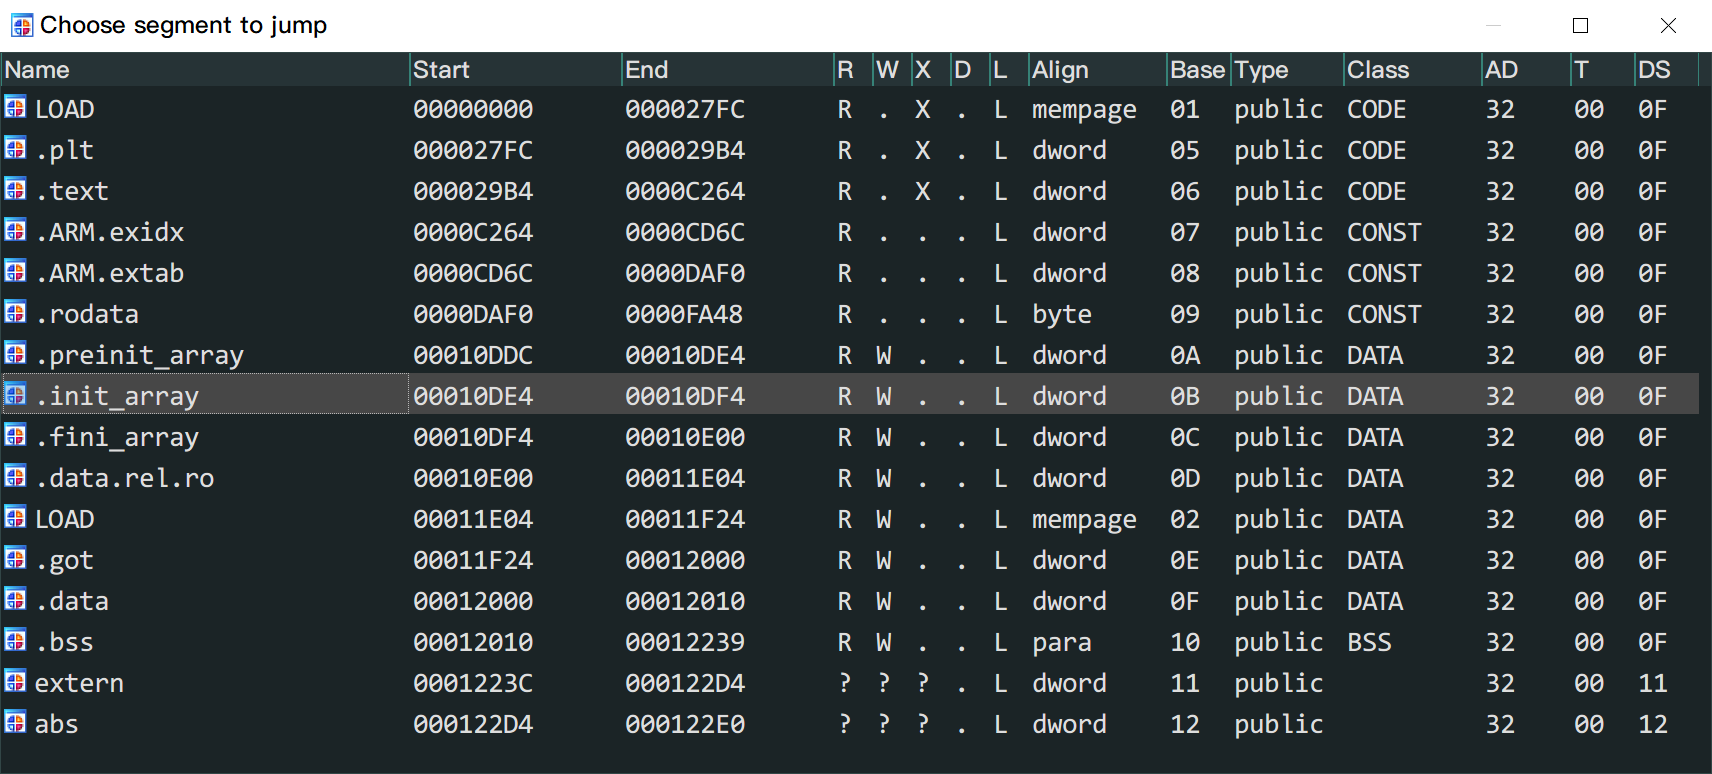 Choose segment to jump
Name Start End R W X D L Align Base Type Class AD T DS
LOAD 00000000 000027FC R . X . L mempage 01 public CODE 32 00 0F
.plt 000027FC 000029B4 R . X . L dword 05 public CODE 32 00 0F
.text 000029B4 0000C264 R . X . L dword 06 public CODE 32 00 0F
.ARM.exidx 0000C264 0000CD6C R . . . L dword 07 public CONST 32 00 0F
.ARM.extab 0000CD6C 0000DAF0 R . . . L dword 08 public CONST 32 00 0F
.rodata 0000DAF0 0000FA48 R . . . L byte 09 public CONST 32 00 0F
.preinit_array 00010DDC 00010DE4 R W . . L dword 0A public DATA 32 00 0F
.init_array 00010DE4 00010DF4 R W . . L dword 0B public DATA 32 00 0F
.fini_array 00010DF4 00010E00 R W . . L dword 0C public DATA 32 00 0F
.data.rel.ro 00010E00 00011E04 R W . . L dword 0D public DATA 32 00 0F
LOAD 00011E04 00011F24 R W . . L mempage 02 public DATA 32 00 0F
.got 00011F24 00012000 R W . . L dword 0E public DATA 32 00 0F
.data 00012000 00012010 R W . . L dword 0F public DATA 32 00 0F
.bss 00012010 00012239 R W . . L para 10 public BSS 32 00 0F
extern 0001223C 000122D4 ? ? ? . L dword 11 public 32 00 11
abs 000122D4 000122E0 ? ? ? . L dword 12 public 32 00 12